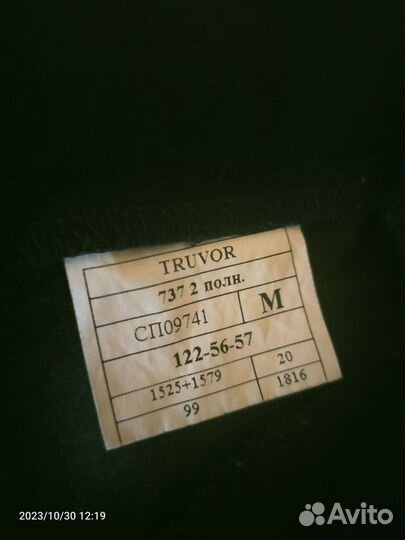 TRUVOR
737 2 полн.
СП09741 М
122-56-57
1525+1579 20
99 1816
2023/10/30 12:19
Avito